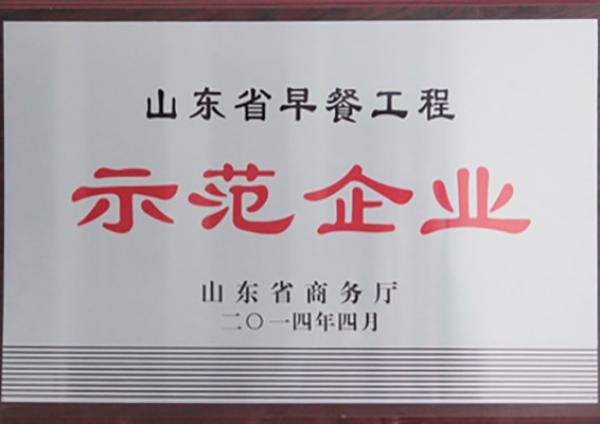 山东省早餐工程
示范企业
山东省商务厅
二〇一四年四月